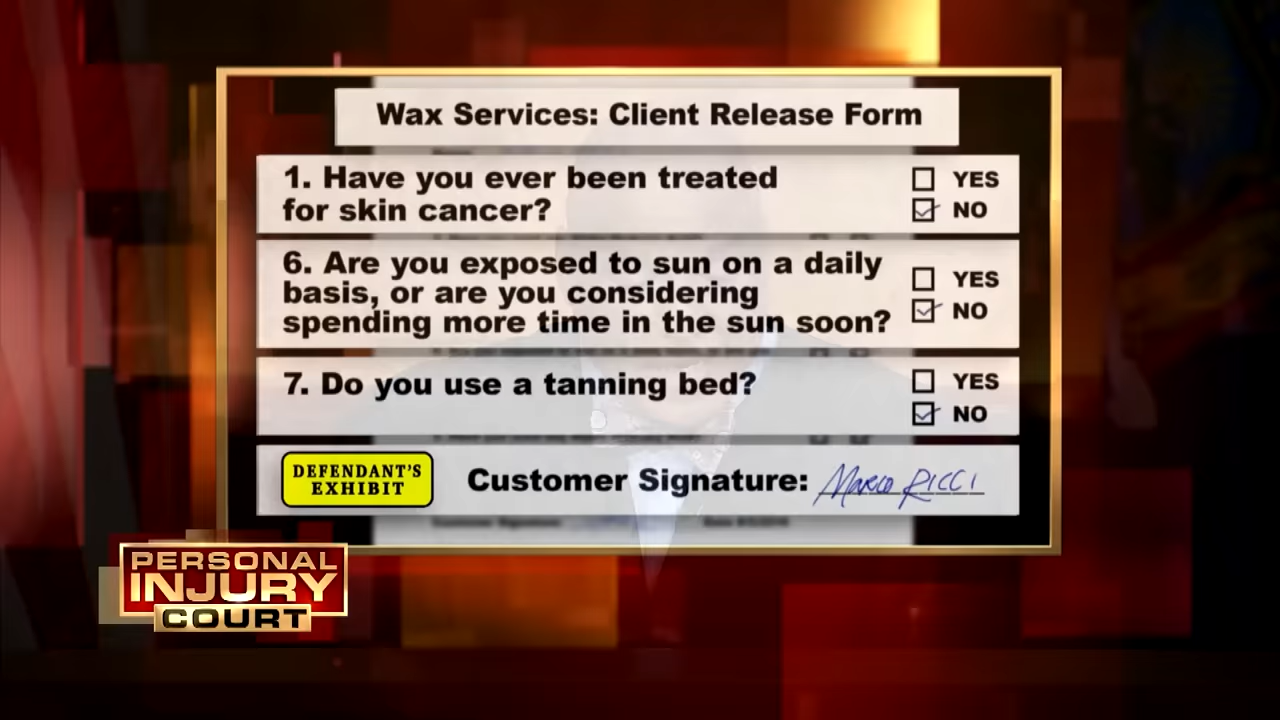 Wax Services: Client Release Form
1. Have you ever been treated
for skin cancer?
YES
NO
6. Are you exposed to sun on a daily
basis, or are you considering
spending more time in the sun soon?
YES
NO
7. Do you use a tanning bed?
YES
NO
DEFENDANT'S
EXHIBIT
Customer Signature: Marco Ricci
PERSONAL
INJURY
COURT